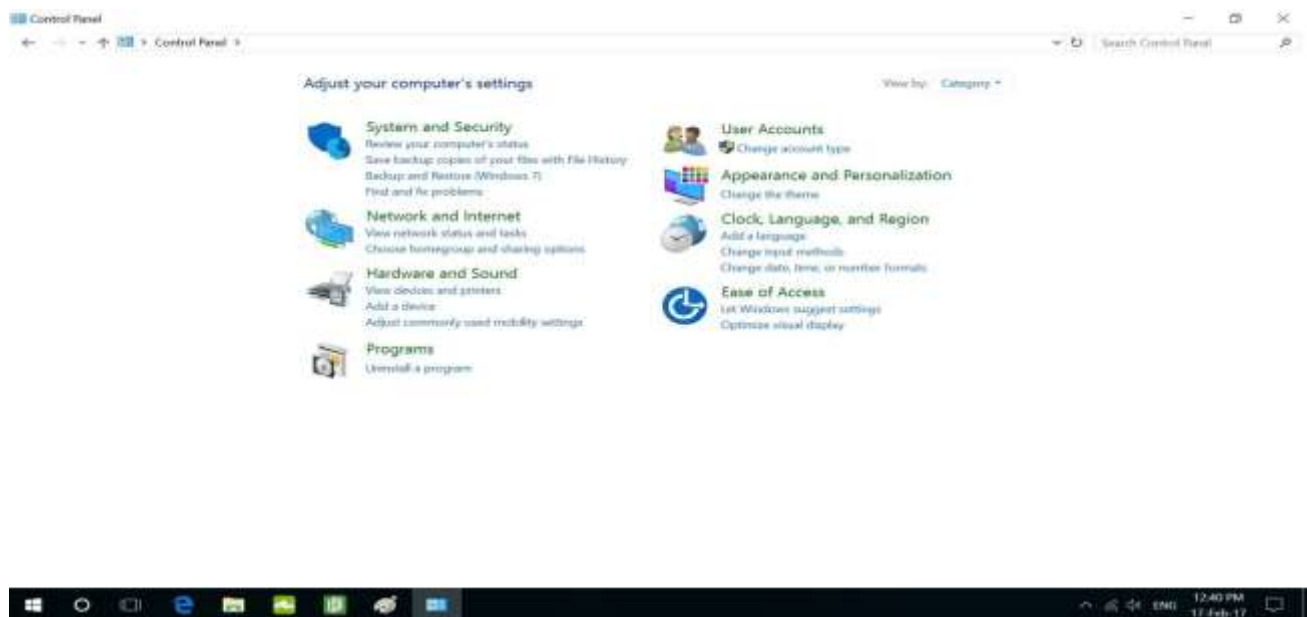 Control Panel
Control Panel
Search Control Panel
Adjust your computer's settings
View by: Category
System and Security
Review your computer's status
Save backup copies of your files with File History
Backup and Restore (Windows 7)
Find and fix problems
Network and Internet
View network status and tasks
Choose homegroup and sharing options
Hardware and Sound
View devices and printers
Add a device
Adjust commonly used mobility settings
Programs
Uninstall a program
User Accounts
Change account type
Appearance and Personalization
Change the theme
Clock, Language, and Region
Add a language
Change input methods
Change date, time, or number formats
Ease of Access
Let Windows suggest settings
Optimize visual display
ENG
12:40 PM
17-Feb-17